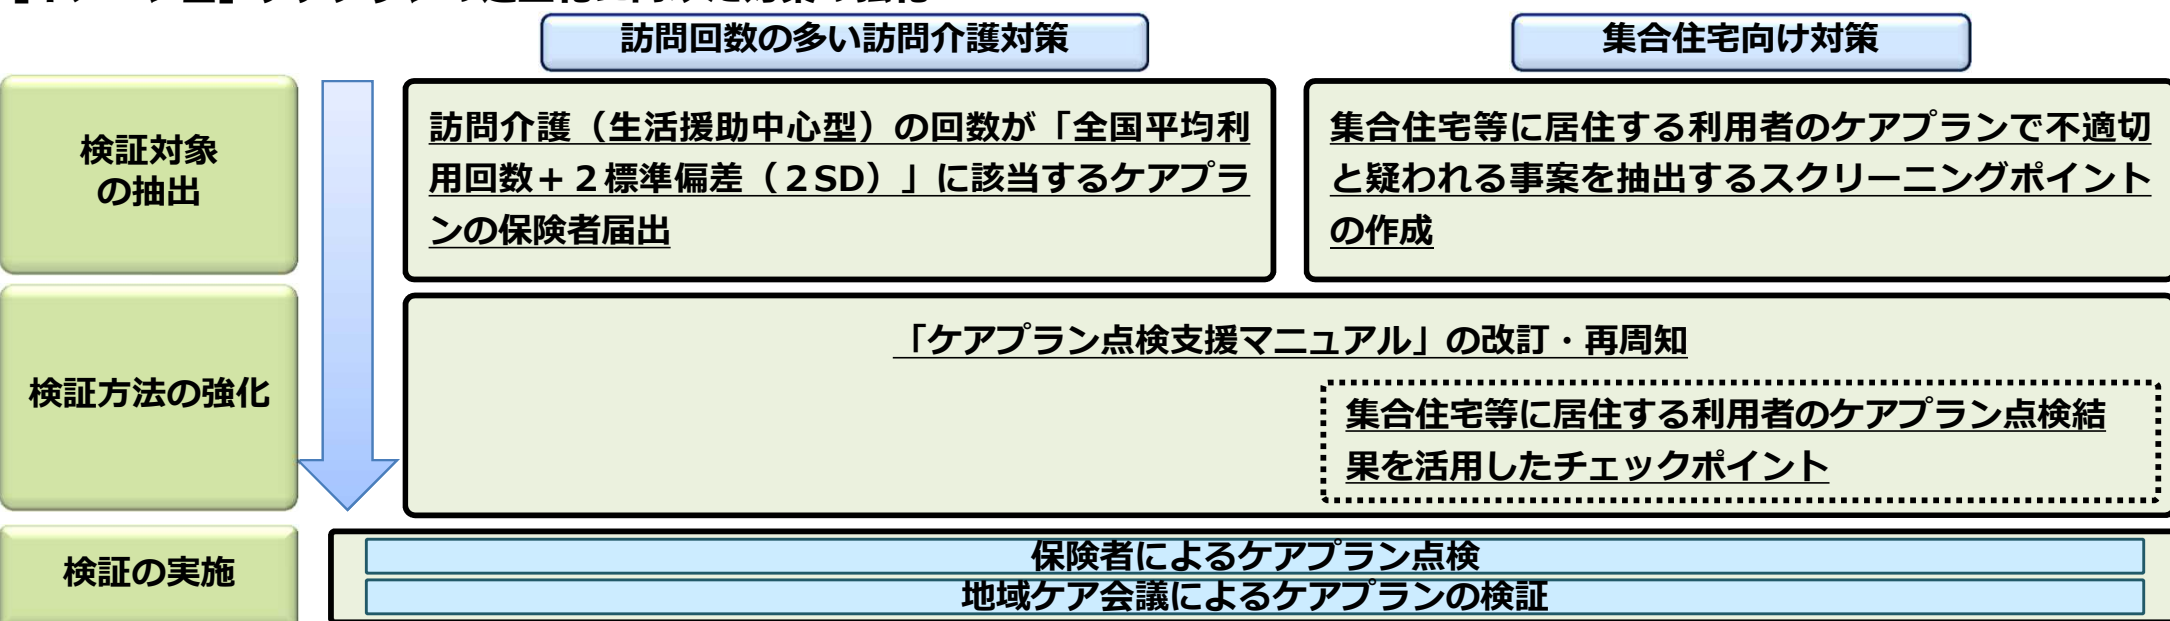 訪問回数の多い訪問介護対策
集合住宅向け対策
検証対象
の抽出
訪問介護（生活援助中心型）の回数が「全国平均利
用回数＋２標準偏差（２SD）」に該当するケアプラ
ンの保険者届出
集合住宅等に居住する利用者のケアプランで不適切
と疑われる事案を抽出するスクリーニングポイント
の作成
検証方法の強化
「ケアプラン点検支援マニュアル」の改訂・再周知
集合住宅等に居住する利用者のケアプラン点検結
果を活用したチェックポイント
検証の実施
保険者によるケアプラン点検
地域ケア会議によるケアプランの検証